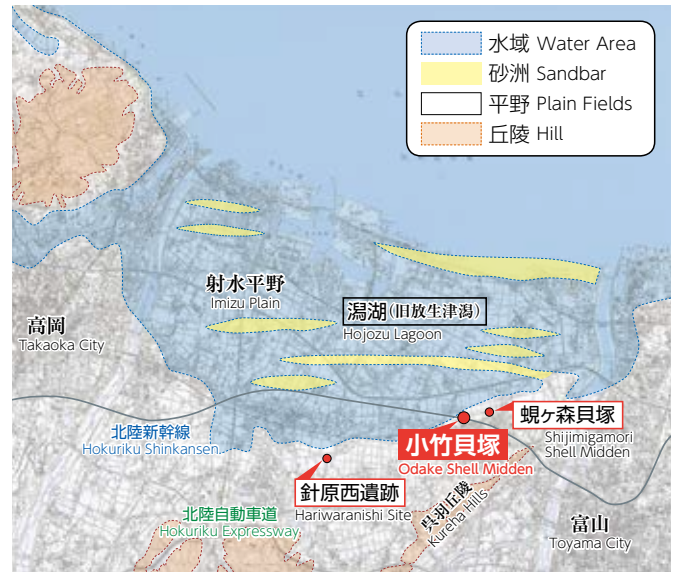 水域 Water Area
砂洲 Sandbar
平野 Plain Fields
丘陵 Hill
射水平野
Imizu Plain
潟湖(旧放生津潟)
Hojozu Lagoon
高岡
Takaoka City
蜆ヶ森貝塚
Shijimigamori
Shell Midden
北陸新幹線
Hokuriku Shinkansen
小竹貝塚
Odake Shell Midden
針原西遺跡
Hariwaranishi Site
呉羽丘陵
Kureha Hills
北陸自動車道
Hokuriku Expressway
富山
Toyama City